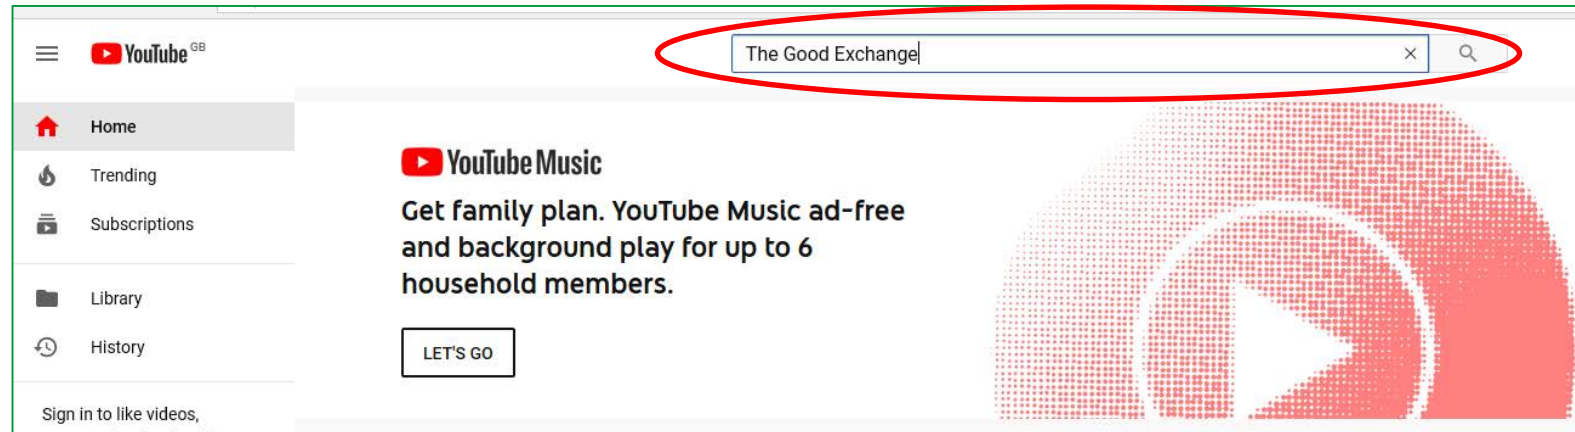 YouTube GB
The Good Exchange
Home
Trending
Subscriptions
Library
History
Sign in to like videos,
YouTube Music
Get family plan. YouTube Music ad-free
and background play for up to 6
household members.
LET'S GO